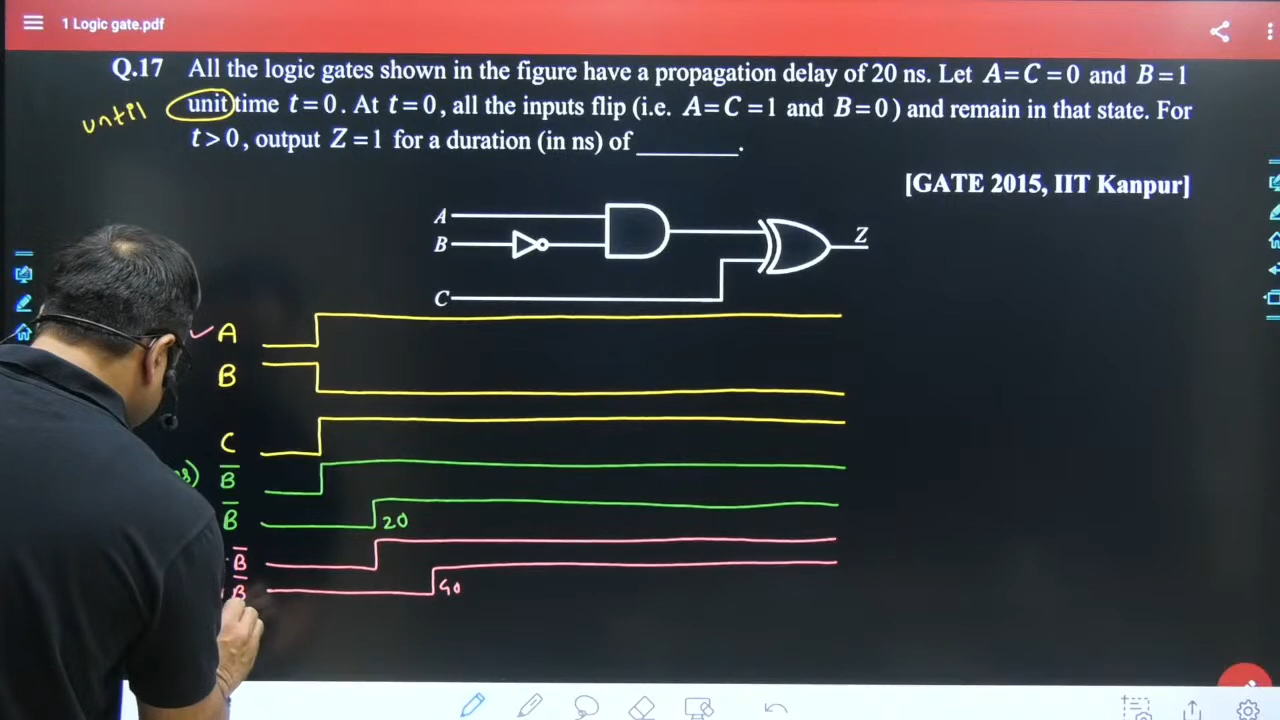 1 Logic gate.pdf
Q.17 All the logic gates shown in the figure have a propagation delay of 20 ns. Let A=C=0 and B=1
until unit time t=0. At t=0, all the inputs flip (i.e. A=C=1 and B=0) and remain in that state. For
t>0, output Z=1 for a duration (in ns) of ________.
[GATE 2015, IIT Kanpur]
A
B
Z
C
A
B
C
B̅
B̅
20
B̅
B̅
40